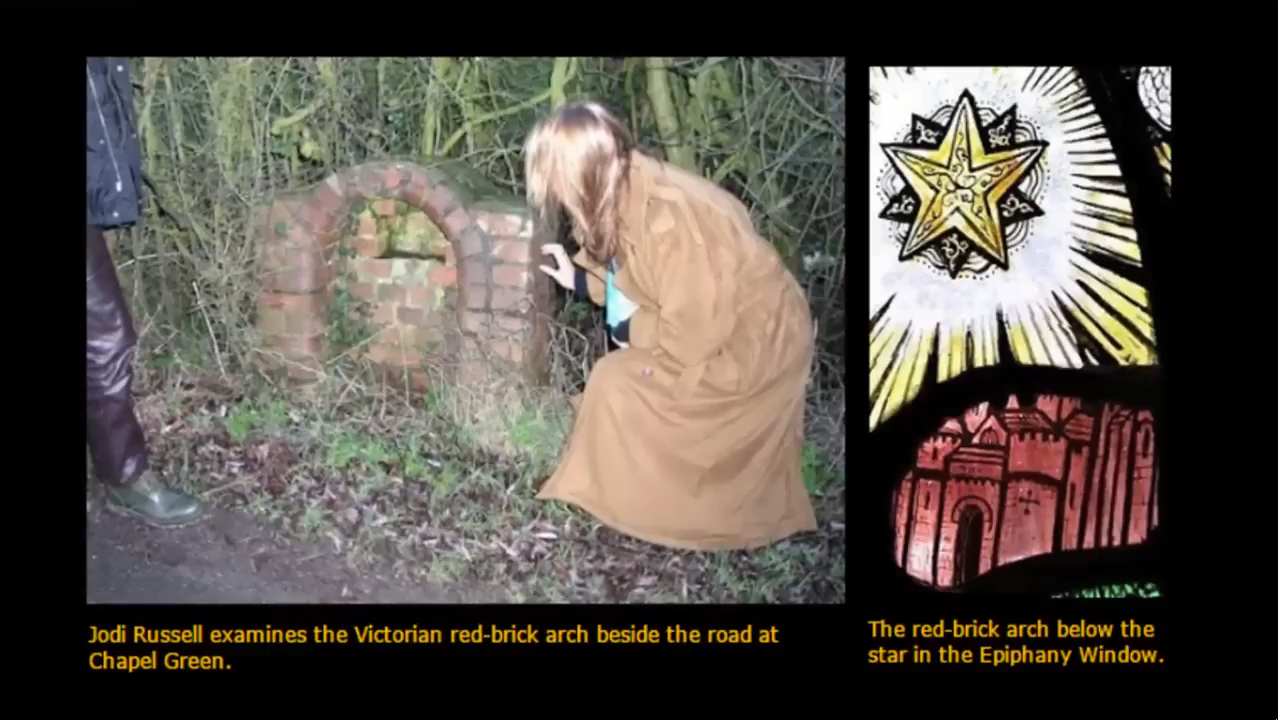 Jodi Russell examines the Victorian red-brick arch beside the road at
Chapel Green.
The red-brick arch below the
star in the Epiphany Window.